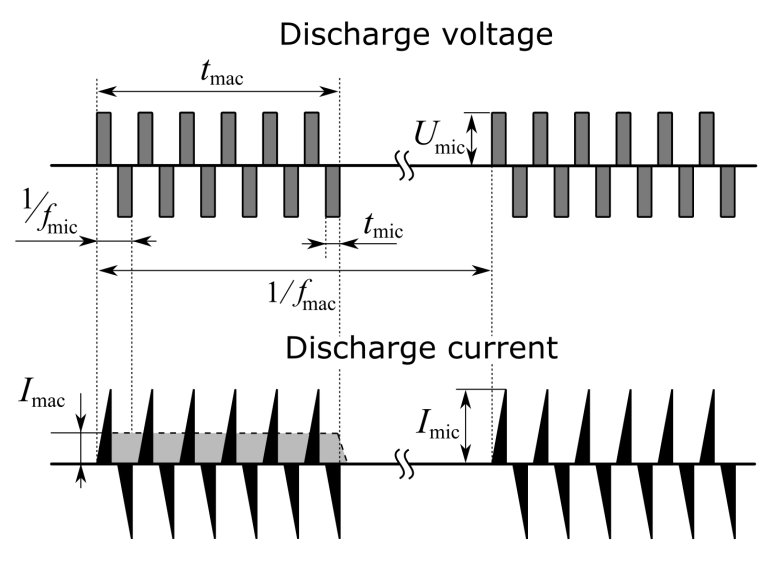 Discharge voltage
t_mac
U_mic
1/f_mic
t_mic
1/f_mac
Discharge current
I_mac
I_mic